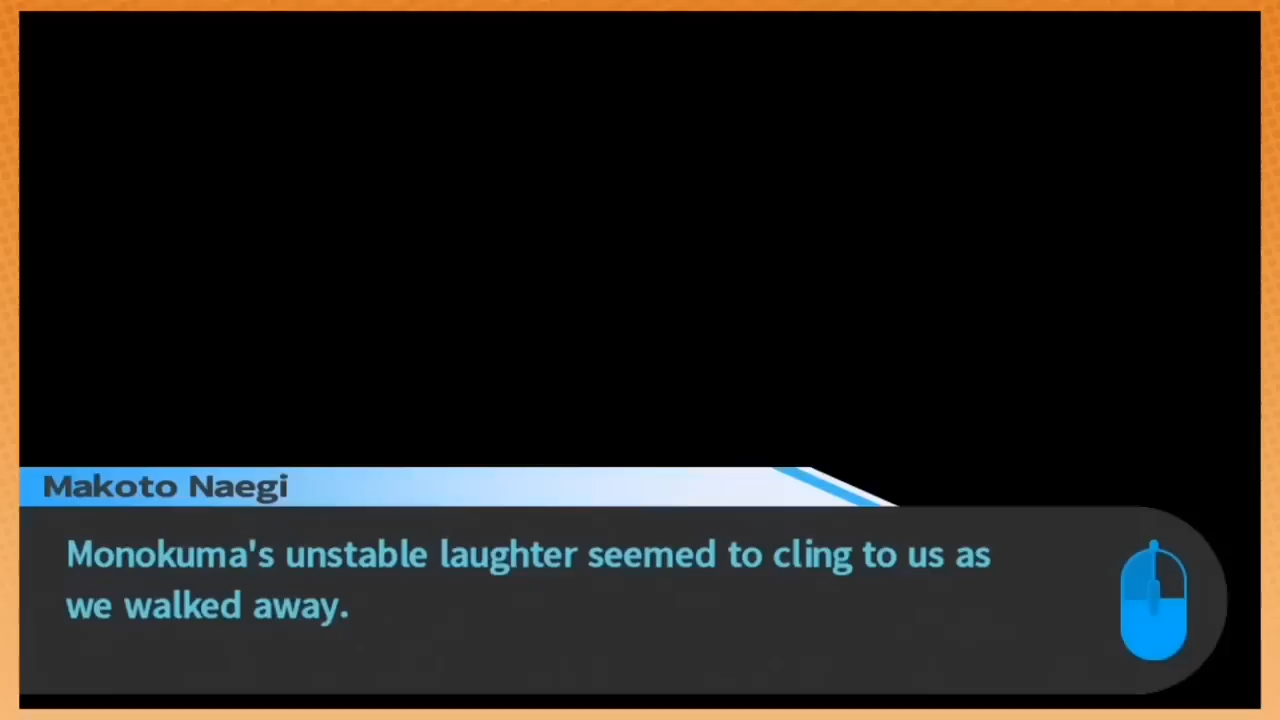 Makoto Naegi
Monokuma's unstable laughter seemed to cling to us as
we walked away.